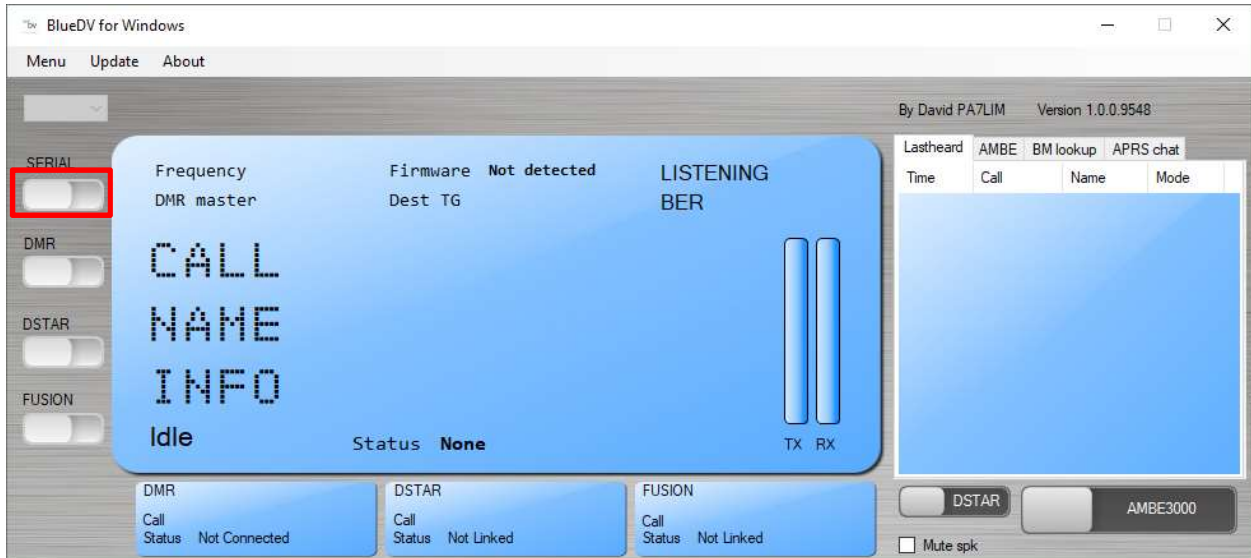 BlueDV for Windows
Menu Update About
By David PA7LIM Version 1.0.0.9548
SERIAL
DMR
DSTAR
FUSION
Frequency Firmware Not detected LISTENING
DMR master Dest TG BER
CALL
NAME
INFO
Idle Status None TX RX
Lastheard AMBE BM lookup APRS chat
Time Call Name Mode
DMR
Call
Status Not Connected
DSTAR
Call
Status Not Linked
FUSION
Call
Status Not Linked
DSTAR AMBE3000
Mute spk